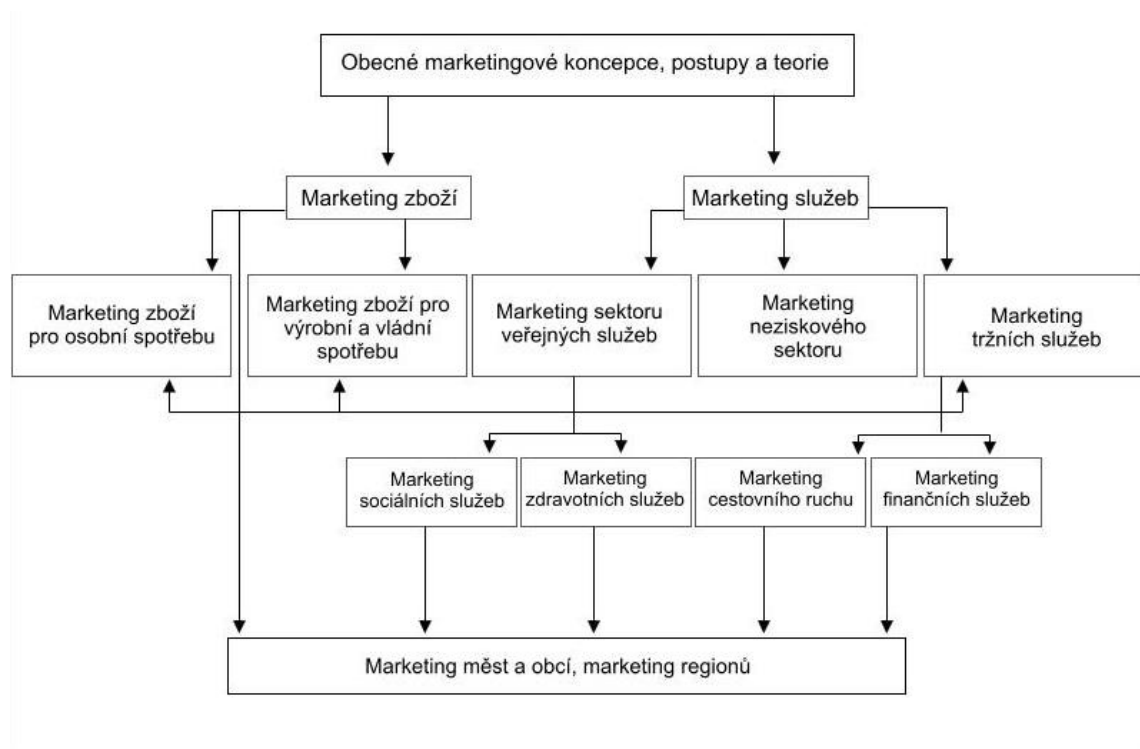 Obecné marketingové koncepce, postupy a teorie
Marketing zboží
Marketing služeb
Marketing zboží
pro osobní spotřebu
Marketing zboží pro
výrobní a vládní
spotřebu
Marketing sektoru
veřejných služeb
Marketing
neziskového
sektoru
Marketing
tržních služeb
Marketing
sociálních služeb
Marketing
zdravotních služeb
Marketing
cestovního ruchu
Marketing
finančních služeb
Marketing měst a obcí, marketing regionů